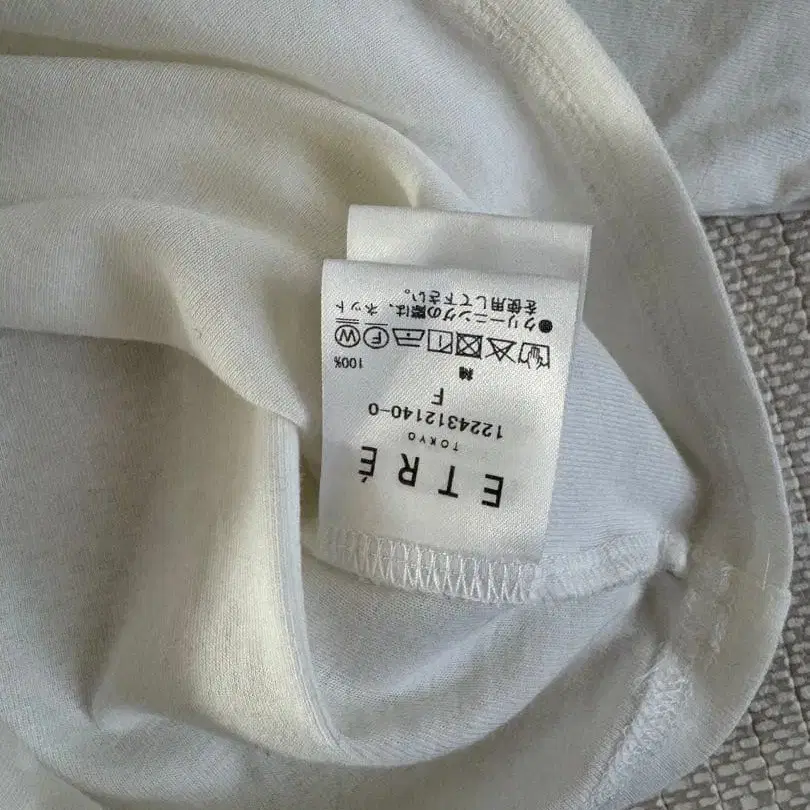 ETRÉ
TOKYO
1224312140-0
F
綿 100%
●クリーニングの際は、ネット
を使用して下さい。